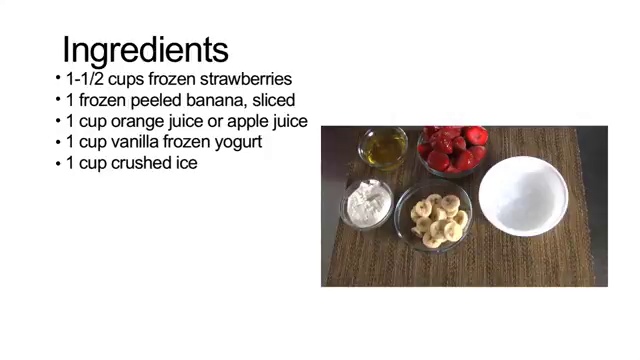 Ingredients
• 1-1/2 cups frozen strawberries
• 1 frozen peeled banana, sliced
• 1 cup orange juice or apple juice
• 1 cup vanilla frozen yogurt
• 1 cup crushed ice